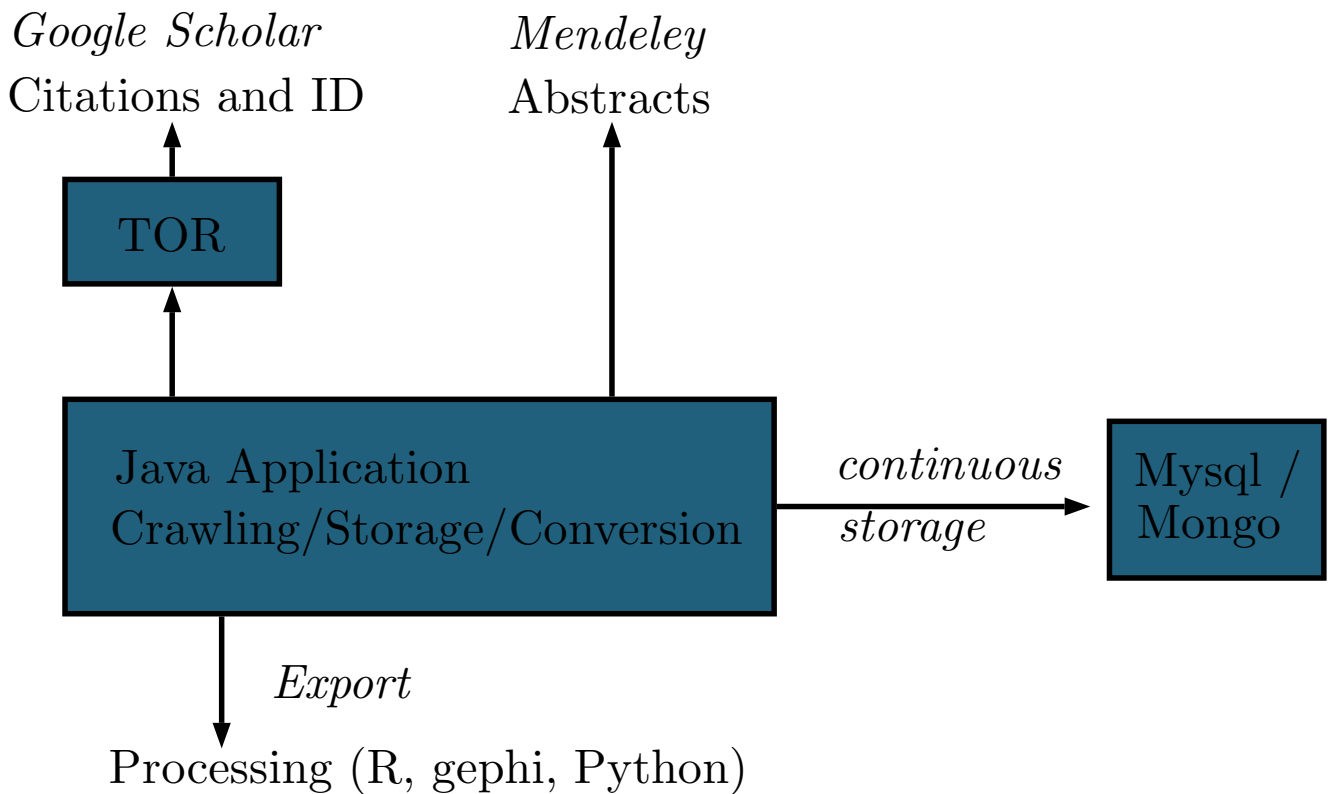 Google Scholar
Citations and ID
Mendeley
Abstracts
TOR
Java Application
Crawling/Storage/Conversion
continuous
storage
Mysql /
Mongo
Export
Processing (R, gephi, Python)